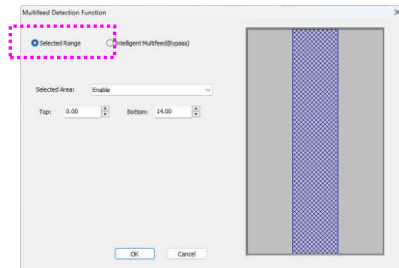 Multifeed Detection Function X
Selected Range Intelligent Multifeed(Bypass)
Selected Area: Enable
Top: 0.00 Bottom: 14.00
OK Cancel